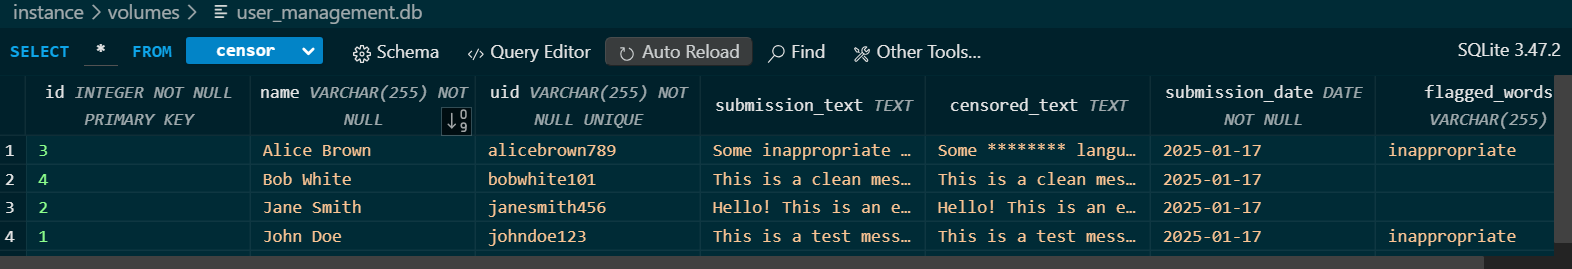 instance > volumes > user_management.db
SELECT * FROM censor Schema Query Editor Auto Reload Find Other Tools... SQLite 3.47.2
id INTEGER NOT NULL PRIMARY KEY name VARCHAR(255) NOT NULL uid VARCHAR(255) NOT NULL UNIQUE submission_text TEXT censored_text TEXT submission_date DATE NOT NULL flagged_words VARCHAR(255)
1 3 Alice Brown alicebrown789 Some inappropriate … Some ******** langu… 2025-01-17 inappropriate
2 4 Bob White bobwhite101 This is a clean mes… This is a clean mes… 2025-01-17
3 2 Jane Smith janesmith456 Hello! This is an e… Hello! This is an e… 2025-01-17
4 1 John Doe johndoe123 This is a test mess… This is a test mess… 2025-01-17 inappropriate